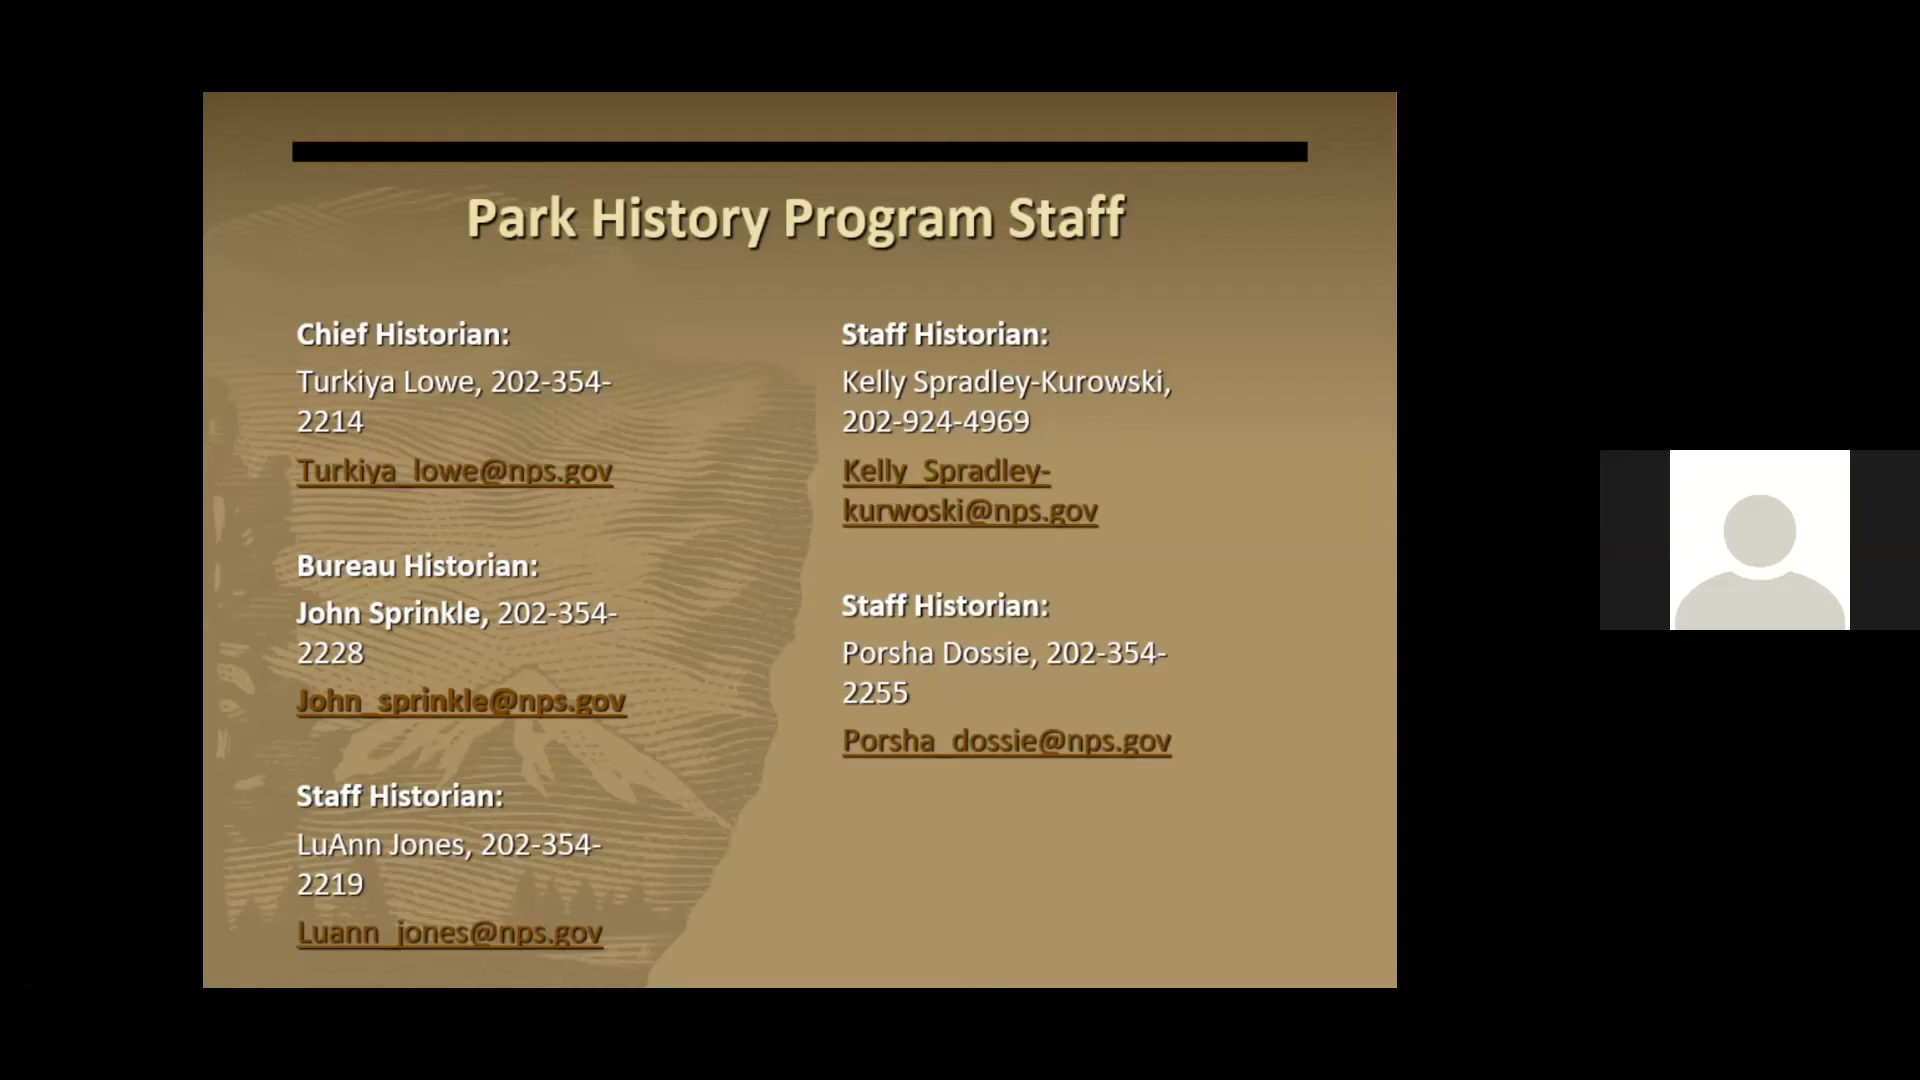 Park History Program Staff
Chief Historian:
Turkiya Lowe, 202-354-
2214
Turkiya_lowe@nps.gov
Bureau Historian:
John Sprinkle, 202-354-
2228
John_sprinkle@nps.gov
Staff Historian:
LuAnn Jones, 202-354-
2219
Luann_jones@nps.gov
Staff Historian:
Kelly Spradley-Kurowski,
202-924-4969
Kelly_Spradley-
kurwoski@nps.gov
Staff Historian:
Porsha Dossie, 202-354-
2255
Porsha_dossie@nps.gov